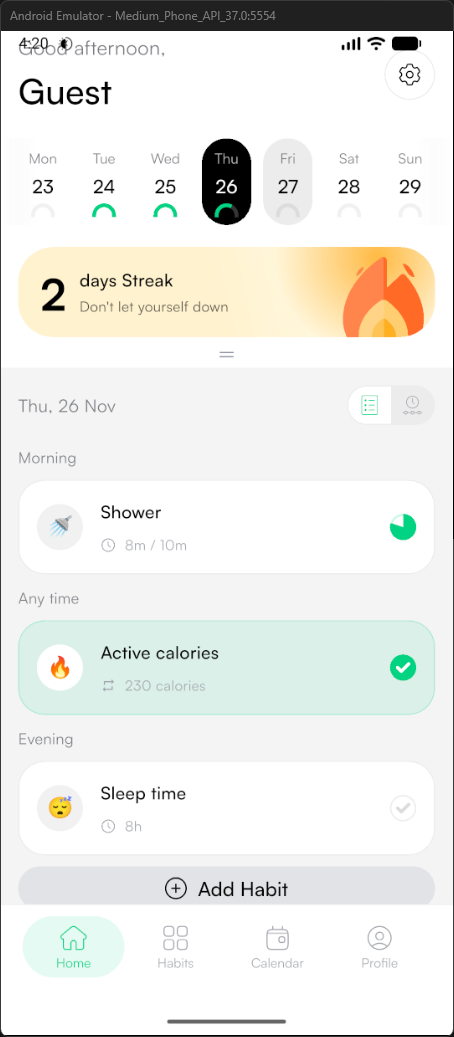 Android Emulator - Medium_Phone_API_37.0:5554
4:20
Good afternoon,
Guest
Mon Tue Wed Thu Fri Sat Sun
23 24 25 26 27 28 29
2
days Streak
Don't let yourself down
Thu, 26 Nov
Morning
Shower
8m / 10m
Any time
Active calories
230 calories
Evening
Sleep time
8h
Add Habit
Home Habits Calendar Profile